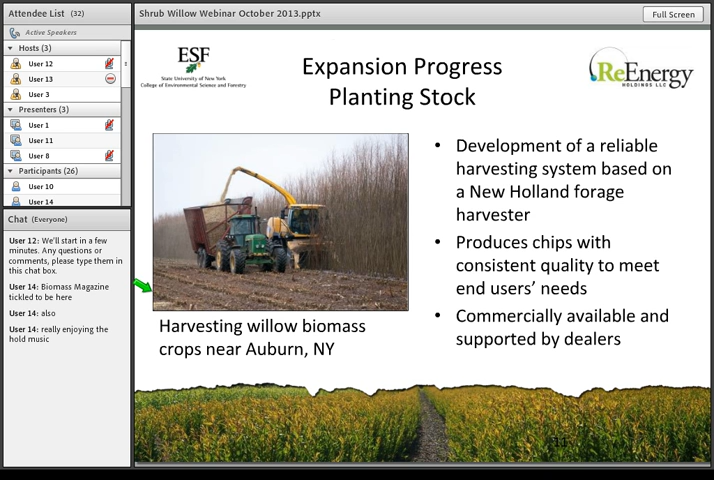 Attendee List (32)
Active Speakers
Hosts (3)
User 12
User 13
User 3
Presenters (3)
User 1
User 11
User 8
Participants (26)
User 10
User 14
Chat (Everyone)
User 12: We'll start in a few
minutes. Any questions or
comments, please type them in
this chat box.
User 14: Biomass Magazine
tickled to be here
User 14: also
User 14: really enjoying the
hold music
Shrub Willow Webinar October 2013.pptx
Full Screen
ESF
State University of New York
College of Environmental Science and Forestry
Expansion Progress
Planting Stock
ReEnergy
HOLDINGS LLC
• Development of a reliable
harvesting system based on
a New Holland forage
harvester
• Produces chips with
consistent quality to meet
end users' needs
• Commercially available and
supported by dealers
Harvesting willow biomass
crops near Auburn, NY
11